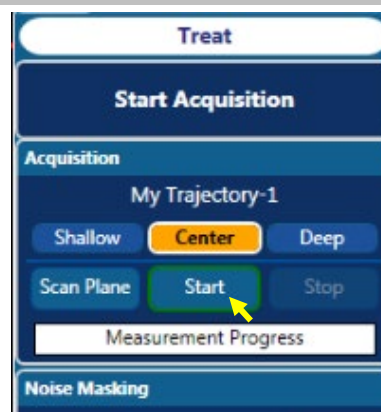 Treat
Start Acquisition
Acquisition
My Trajectory-1
Shallow Center Deep
Scan Plane Start Stop
Measurement Progress
Noise Masking